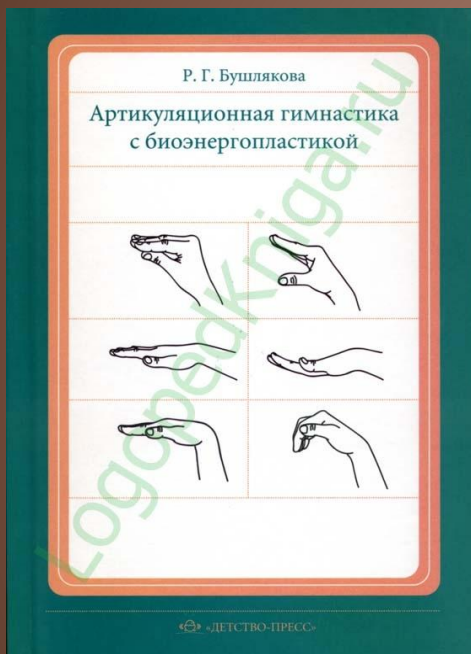 Р. Г. Бушлякова
Артикуляционная гимнастика
с биоэнергопластикой
LogopedKniga.ru
«ДЕТСТВО-ПРЕСС»